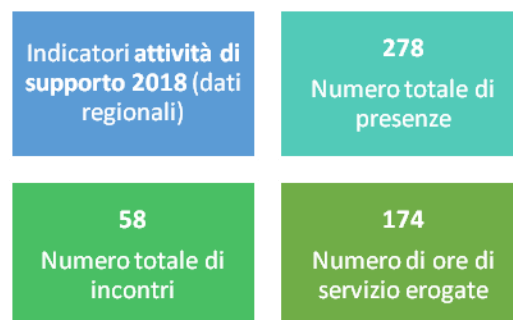 Indicatori attività di
supporto 2018 (dati
regionali)
278
Numero totale di
presenze
58
Numero totale di
incontri
174
Numero di ore di
servizio erogate